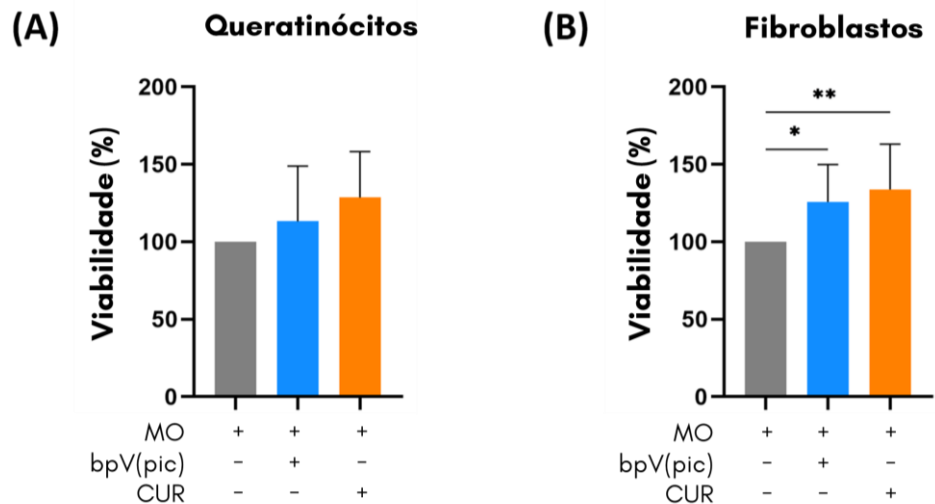 (A) Queratinócitos
Viabilidade (%)
200
150
100
50
0
MO + + +
bpV(pic) - + -
CUR - - +
(B) Fibroblastos
Viabilidade (%)
200
150
100
50
0
**
*
MO + + +
bpV(pic) - + -
CUR - - +